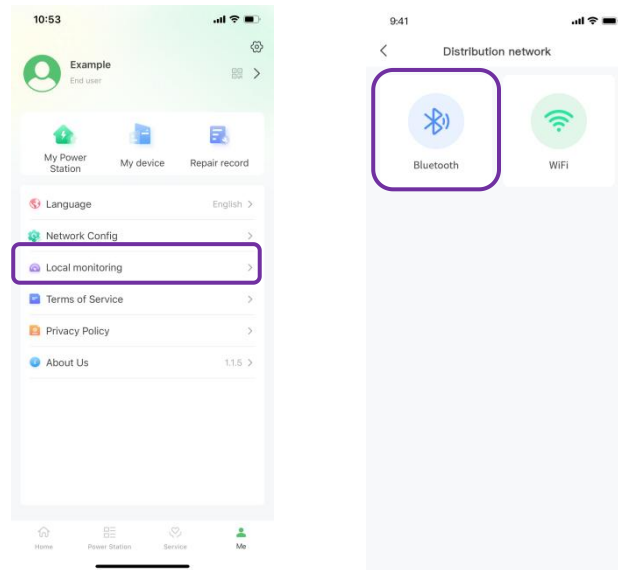 10:53
Example
End user
My Power
Station
My device
Repair record
Language
English
Network Config
Local monitoring
Terms of Service
Privacy Policy
About Us
1.1.5
Home
Power Station
Service
Me
9:41
Distribution network
Bluetooth
WiFi